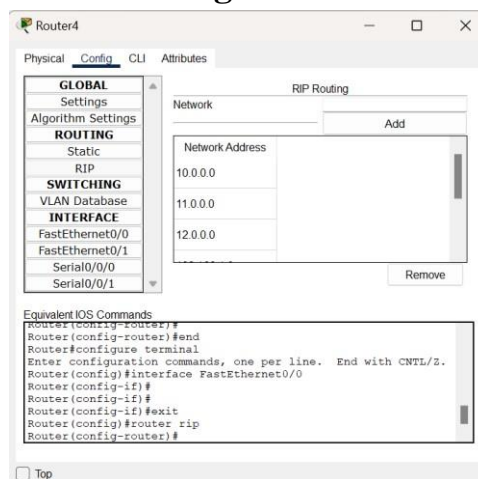 Router4
Physical Config CLI Attributes
GLOBAL
Settings
Algorithm Settings
ROUTING
Static
RIP
SWITCHING
VLAN Database
INTERFACE
FastEthernet0/0
FastEthernet0/1
Serial0/0/0
Serial0/0/1
RIP Routing
Network
Add
Network Address
10.0.0.0
11.0.0.0
12.0.0.0
Remove
Equivalent IOS Commands
Router(config-router)#
Router(config-router)#end
Router#configure terminal
Enter configuration commands, one per line. End with CNTL/Z.
Router(config)#interface FastEthernet0/0
Router(config-if)#
Router(config-if)#
Router(config-if)#exit
Router(config)#router rip
Router(config-router)#
Top